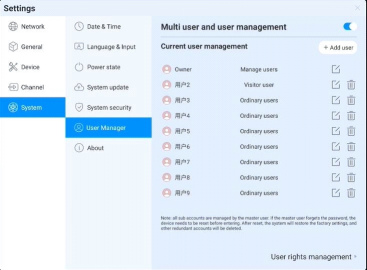 Settings
Network
General
Device
Channel
System
Date & Time
Language & Input
Power state
System update
System security
User Manager
About
Multi user and user management
Current user management
+ Add user
Owner Manage users
用户2 Visitor user
用户3 Ordinary users
用户4 Ordinary users
用户5 Ordinary users
用户6 Ordinary users
用户7 Ordinary users
用户8 Ordinary users
用户9 Ordinary users
Note: all sub accounts are managed by the master user. If the master user forgets the password, the
device needs to be reset before entering. After reset, the system will restore the factory settings, and
other redundant accounts will be deleted.
User rights management